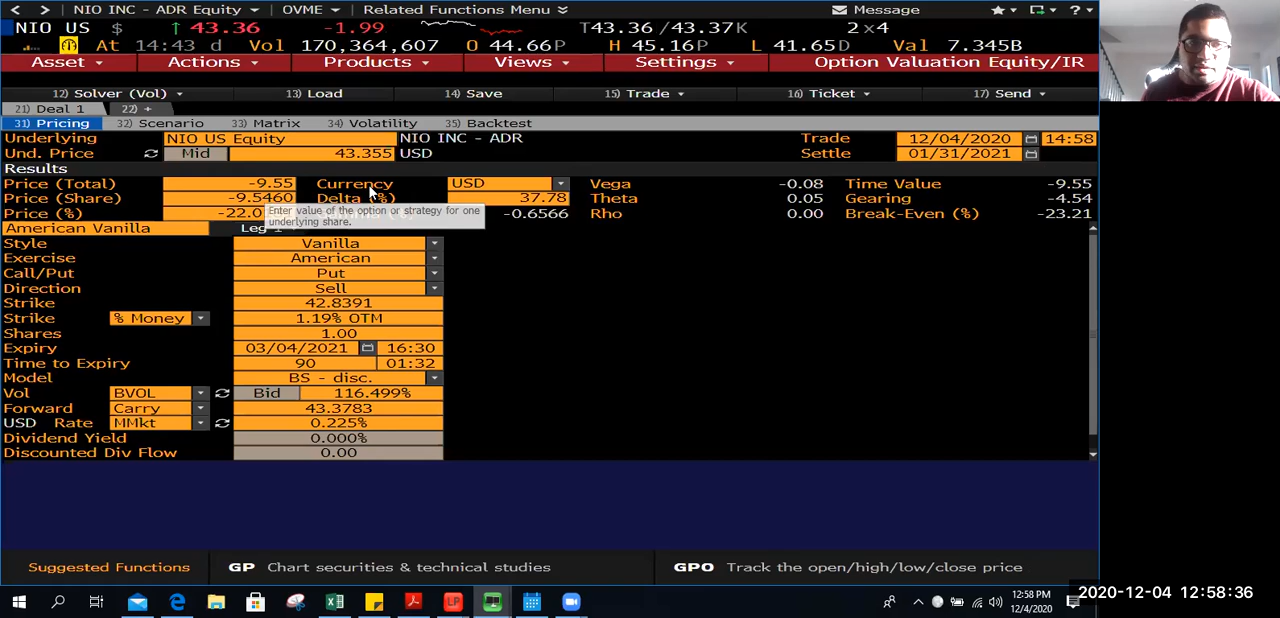 < > NIO INC - ADR Equity OVME Related Functions Menu Message ?
NIO US $ ↑ 43.36 -1.99 T43.36/43.37K 2×4
At 14:43 d Vol 170,364,607 O 44.66P H 45.16P L 41.65D Val 7.345B
Asset Actions Products Views Settings Option Valuation Equity/IR
12) Solver (Vol) 13) Load 14) Save 15) Trade 16) Ticket 17) Send
21) Deal 1 22) +
31) Pricing 32) Scenario 33) Matrix 34) Volatility 35) Backtest
Underlying NIO US Equity NIO INC - ADR Trade 12/04/2020 14:58
Und. Price Mid 43.355 USD Settle 01/31/2021
Results
Price (Total) -9.55 Currency USD Vega -0.08 Time Value -9.55
Price (Share) -9.5460 Delta (%) 37.78 Theta 0.05 Gearing -4.54
Price (%) -22.0 -0.6566 Rho 0.00 Break-Even (%) -23.21
Enter value of the option or strategy for one
underlying share.
American Vanilla Leg 1
Style Vanilla
Exercise American
Call/Put Put
Direction Sell
Strike 42.8391
Strike % Money 1.19% OTM
Shares 1.00
Expiry 03/04/2021 16:30
Time to Expiry 90 01:32
Model BS - disc.
Vol BVOL Bid 116.499%
Forward Carry 43.3783
USD Rate MMkt 0.225%
Dividend Yield 0.000%
Discounted Div Flow 0.00
Suggested Functions GP Chart securities & technical studies GPO Track the open/high/low/close price
12:58 PM
12/4/2020
2020-12-04 12:58:36